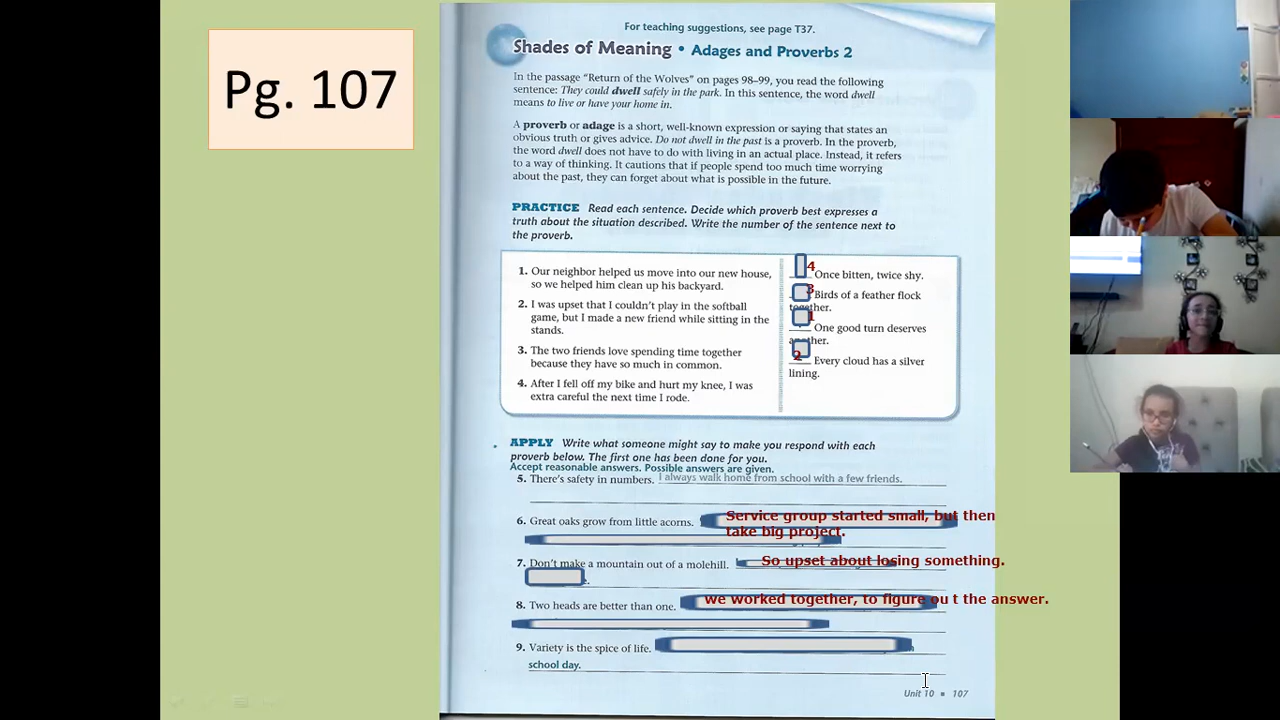 Pg. 107
For teaching suggestions, see page T37.
Shades of Meaning • Adages and Proverbs 2
In the passage "Return of the Wolves" on pages 98–99, you read the following
sentence: They could dwell safely in the park. In this sentence, the word dwell
means to live or have your home in.
A proverb or adage is a short, well-known expression or saying that states an
obvious truth or gives advice. Do not dwell in the past is a proverb. In the proverb,
the word dwell does not have to do with living in an actual place. Instead, it refers
to a way of thinking. It cautions that if people spend too much time worrying
about the past, they can forget about what is possible in the future.
PRACTICE Read each sentence. Decide which proverb best expresses a
truth about the situation described. Write the number of the sentence next to
the proverb.
1. Our neighbor helped us move into our new house,
so we helped him clean up his backyard.
2. I was upset that I couldn't play in the softball
game, but I made a new friend while sitting in the
stands.
3. The two friends love spending time together
because they have so much in common.
4. After I fell off my bike and hurt my knee, I was
extra careful the next time I rode.
4 Once bitten, twice shy.
3 Birds of a feather flock
together.
1 One good turn deserves
another.
2 Every cloud has a silver
lining.
APPLY Write what someone might say to make you respond with each
proverb below. The first one has been done for you.
Accept reasonable answers. Possible answers are given.
5. There's safety in numbers. I always walk home from school with a few friends.
6. Great oaks grow from little acorns. Service group started small, but then
take big project.
7. Don't make a mountain out of a molehill. So upset about losing something.
8. Two heads are better than one. we worked together, to figure ou t the answer.
9. Variety is the spice of life.
school day.
Unit 10 ■ 107